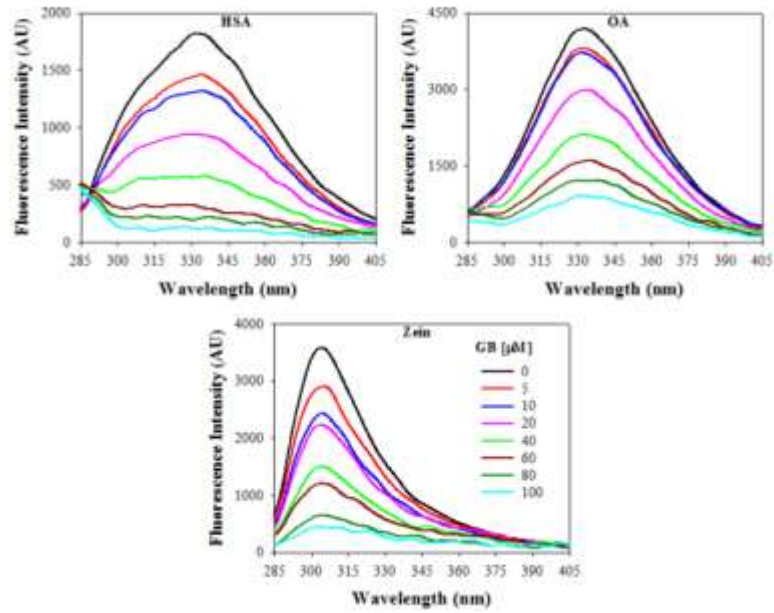 HSA
Fluorescence Intensity (AU)
2000
1500
1000
500
0
285 300 315 330 345 360 375 390 405
Wavelength (nm)
OA
Fluorescence Intensity (AU)
4500
3000
1500
0
285 300 315 330 345 360 375 390 405
Wavelength (nm)
Zein
Fluorescence Intensity (AU)
4000
3000
2000
1000
0
285 300 315 330 345 360 375 390 405
Wavelength (nm)
GB [µM]
0
5
10
20
40
60
80
100